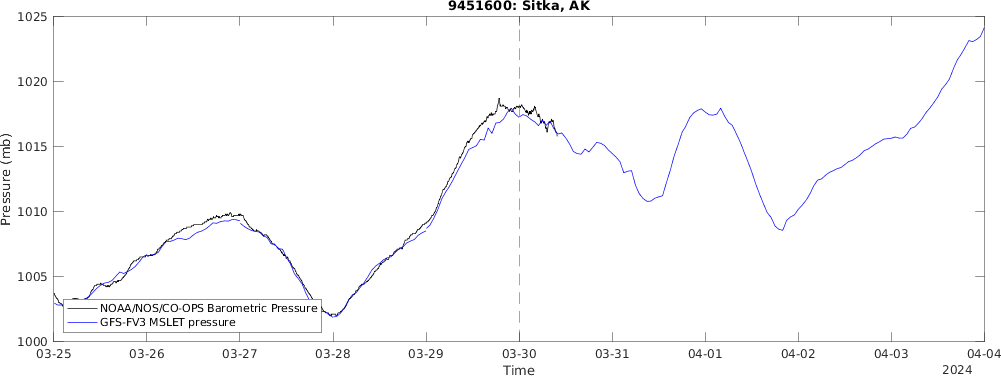 9451600: Sitka, AK
1025
1020
1015
1010
1005
1000
Pressure (mb)
NOAA/NOS/CO-OPS Barometric Pressure
GFS-FV3 MSLET pressure
03-25 03-26 03-27 03-28 03-29 03-30 03-31 04-01 04-02 04-03 04-04
Time
2024